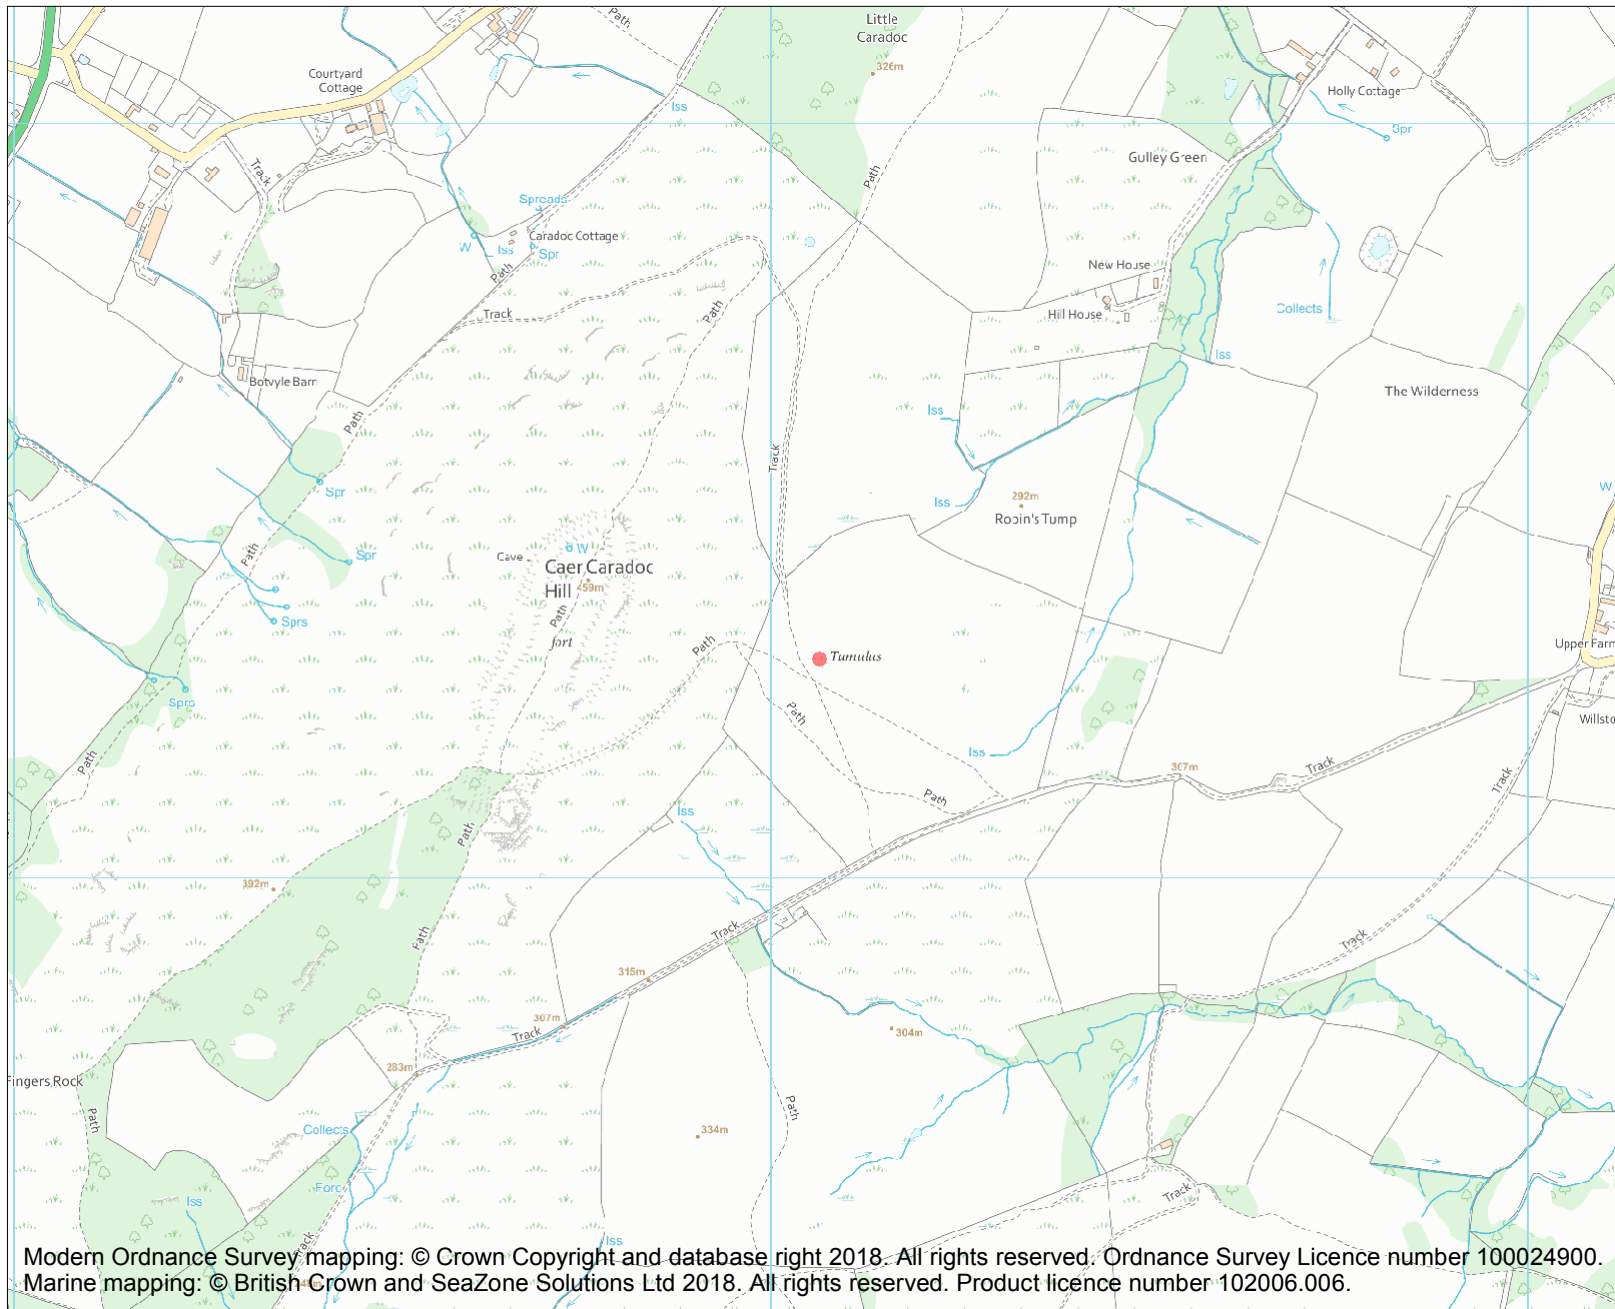 Path
Little
Caradoc
326m
Courtyard
Cottage
Holly Cottage
Iss
Spr
Gulley Green
Track
Path
Spreads
W
Iss
Caradoc Cottage
Spr
Path
New House
Hill House
Collects
Track
Path
Iss
Botvyle Barn
The Wilderness
Path
Iss
Track
Spr
W
Iss
292m
Robin's Tump
Path
Spr
Cave
W
Caer Caradoc
Hill
459m
Path
fort
Sprs
Path
Tumulus
Upper Farm
Sprs
Path
Path
Iss
307m
Track
Track
Path
Path
Iss
Path
392m
Path
Track
Track
315m
307m
Track
304m
283m
Fingers Rock
Path
Path
Collects
334m
Iss
Track
Iss
Track
Modern Ordnance Survey mapping: © Crown Copyright and database right 2018. All rights reserved. Ordnance Survey Licence number 100024900.
Marine mapping: © British Crown and SeaZone Solutions Ltd 2018. All rights reserved. Product licence number 102006.006.